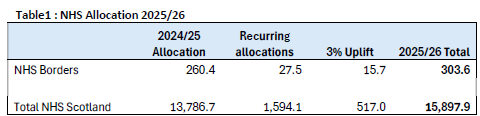 Table1 : NHS Allocation 2025/26
2024/25 Allocation Recurring allocations 3% Uplift 2025/26 Total
NHS Borders 260.4 27.5 15.7 303.6
Total NHS Scotland 13,786.7 1,594.1 517.0 15,897.9